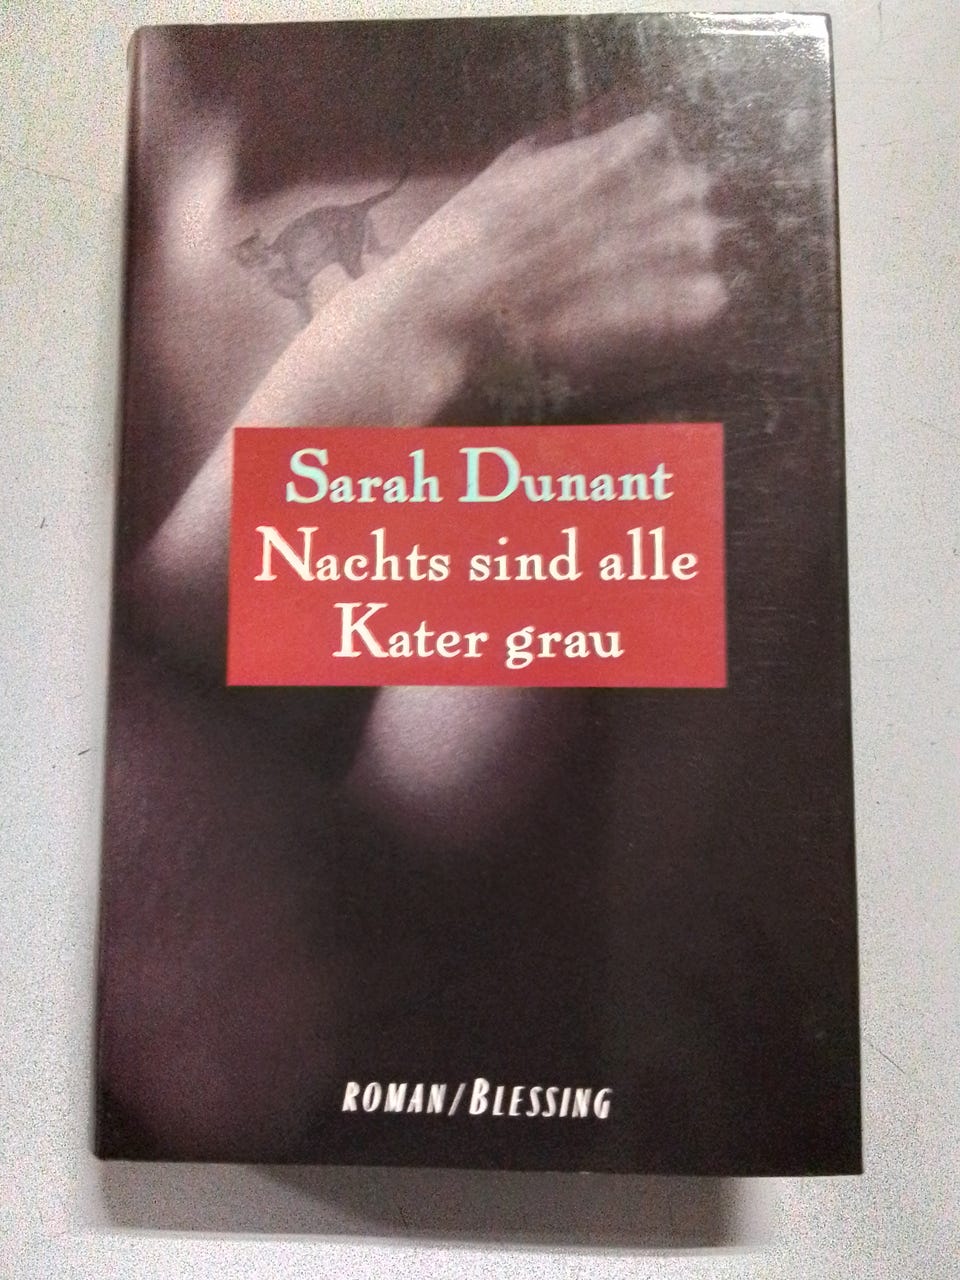 Sarah Dunant
Nachts sind alle
Kater grau
ROMAN/BLESSING